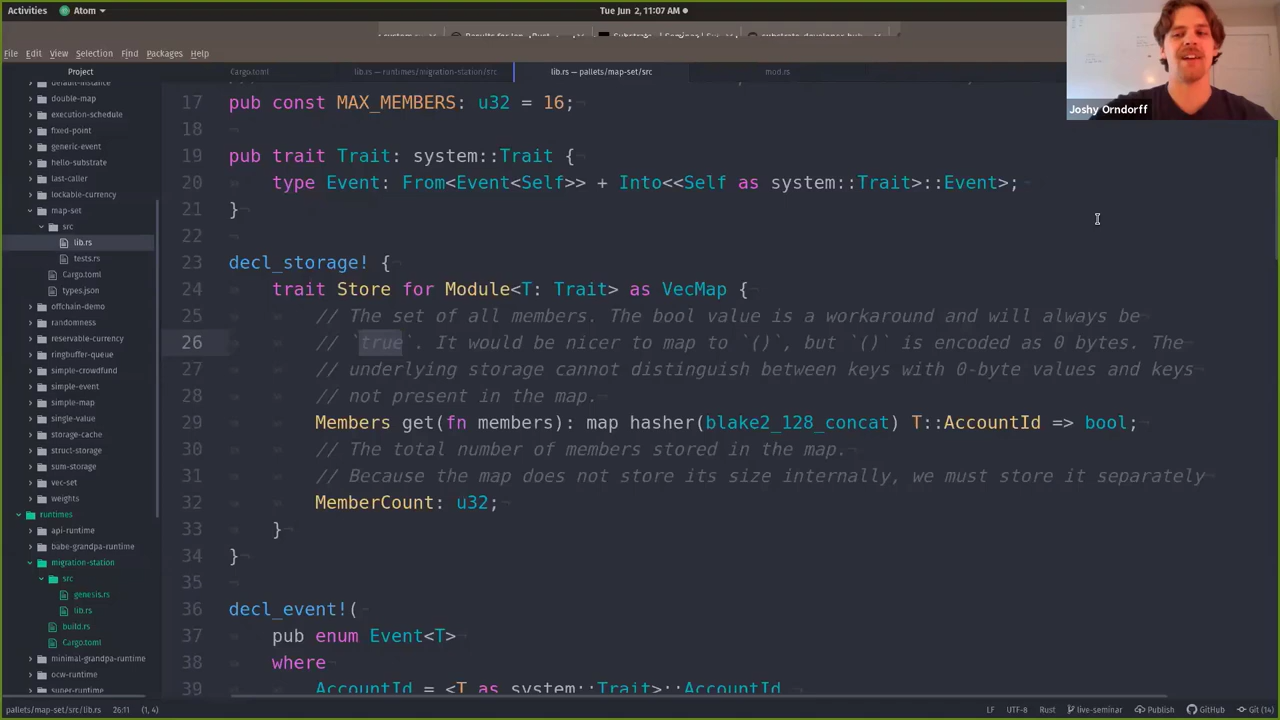 Activities
Atom
Tue Jun 2, 11:07 AM
Substrate
File Edit View Selection Find Packages Help
Project
Cargo.toml
lib.rs — runtimes/migration-station/src
lib.rs — pallets/map-set/src
mod.rs
default-instance
double-map
execution-schedule
fixed-point
generic-event
hello-substrate
last-caller
lockable-currency
map-set
src
lib.rs
tests.rs
Cargo.toml
types.json
offchain-demo
randomness
reservable-currency
ringbuffer-queue
simple-crowdfund
simple-event
simple-map
single-value
storage-cache
struct-storage
sum-storage
vec-set
weights
runtimes
api-runtime
babe-grandpa-runtime
migration-station
src
genesis.rs
lib.rs
build.rs
Cargo.toml
minimal-grandpa-runtime
ocw-runtime
super-runtime
17 pub const MAX_MEMBERS: u32 = 16;
18
19 pub trait Trait: system::Trait {
20 type Event: From<Event<Self>> + Into<<Self as system::Trait>::Event>;
21 }
22
23 decl_storage! {
24 trait Store for Module<T: Trait> as VecMap {
25 // The set of all members. The bool value is a workaround and will always be
26 // `true`. It would be nicer to map to `()`, but `()` is encoded as 0 bytes. The
27 // underlying storage cannot distinguish between keys with 0-byte values and keys
28 // not present in the map.
29 Members get(fn members): map hasher(blake2_128_concat) T::AccountId => bool;
30 // The total number of members stored in the map.
31 // Because the map does not store its size internally, we must store it separately
32 MemberCount: u32;
33 }
34 }
35
36 decl_event!(
37 pub enum Event<T>
38 where
39 AccountId = <T as system::Trait>::AccountId
Joshy Orndorff
pallets/map-set/src/lib.rs 26:11 (1, 4)
LF UTF-8 Rust live-seminar Publish GitHub Git (14)